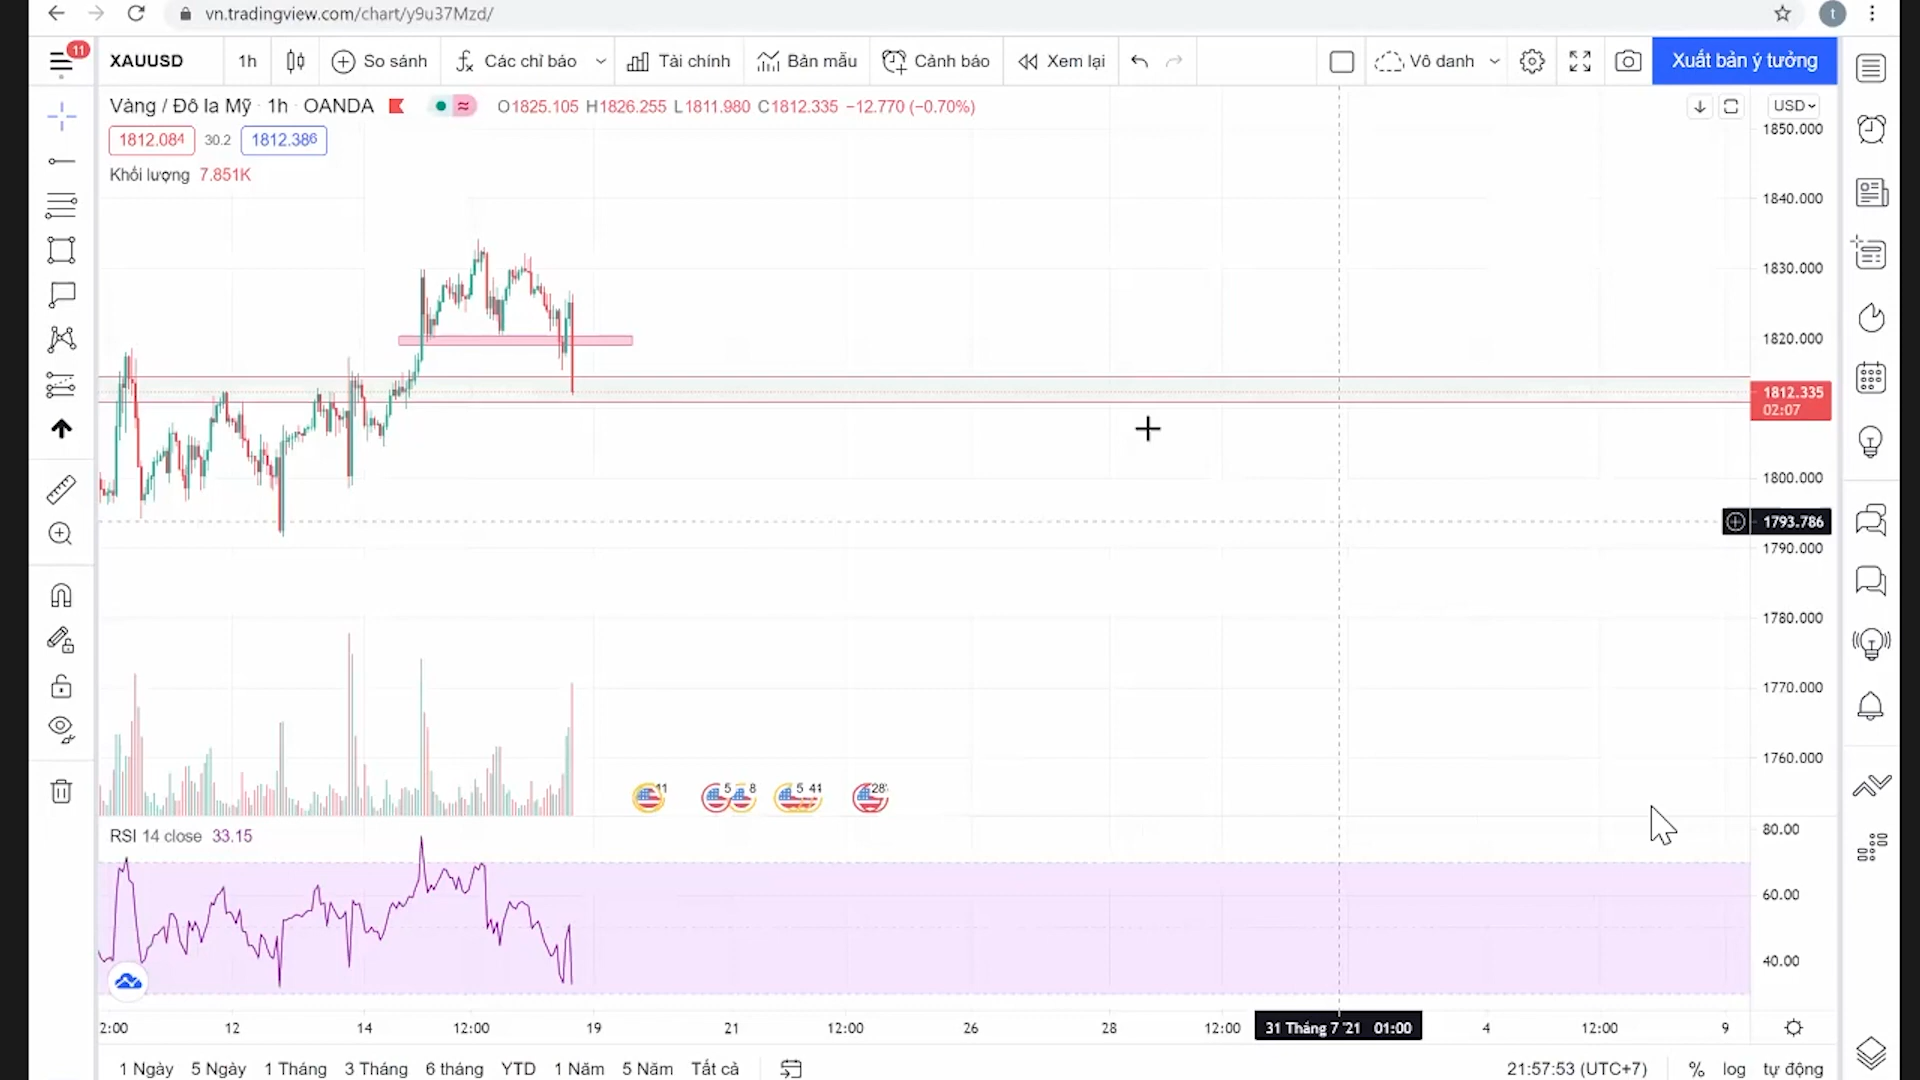 vn.tradingview.com/chart/y9u37Mzd/
t
11
XAUUSD 1h So sánh Các chỉ báo Tài chính Bản mẫu Cảnh báo Xem lại Vô danh Xuất bản ý tưởng
Vàng / Đô la Mỹ · 1h · OANDA O1825.105 H1826.255 L1811.980 C1812.335 −12.770 (−0.70%) USD
1812.084 30.2 1812.386
Khối lượng 7.851K
1850.000
1840.000
1830.000
1820.000
1812.335
02:07
1800.000
1793.786
1790.000
1780.000
1770.000
1760.000
11 5 8 5 41 28
RSI 14 close 33.15
80.00
60.00
40.00
2:00 12 14 12:00 19 21 12:00 26 28 12:00 31 Tháng 7 '21 01:00 4 12:00 9
1 Ngày 5 Ngày 1 Tháng 3 Tháng 6 tháng YTD 1 Năm 5 Năm Tất cả 21:57:53 (UTC+7) % log tự động